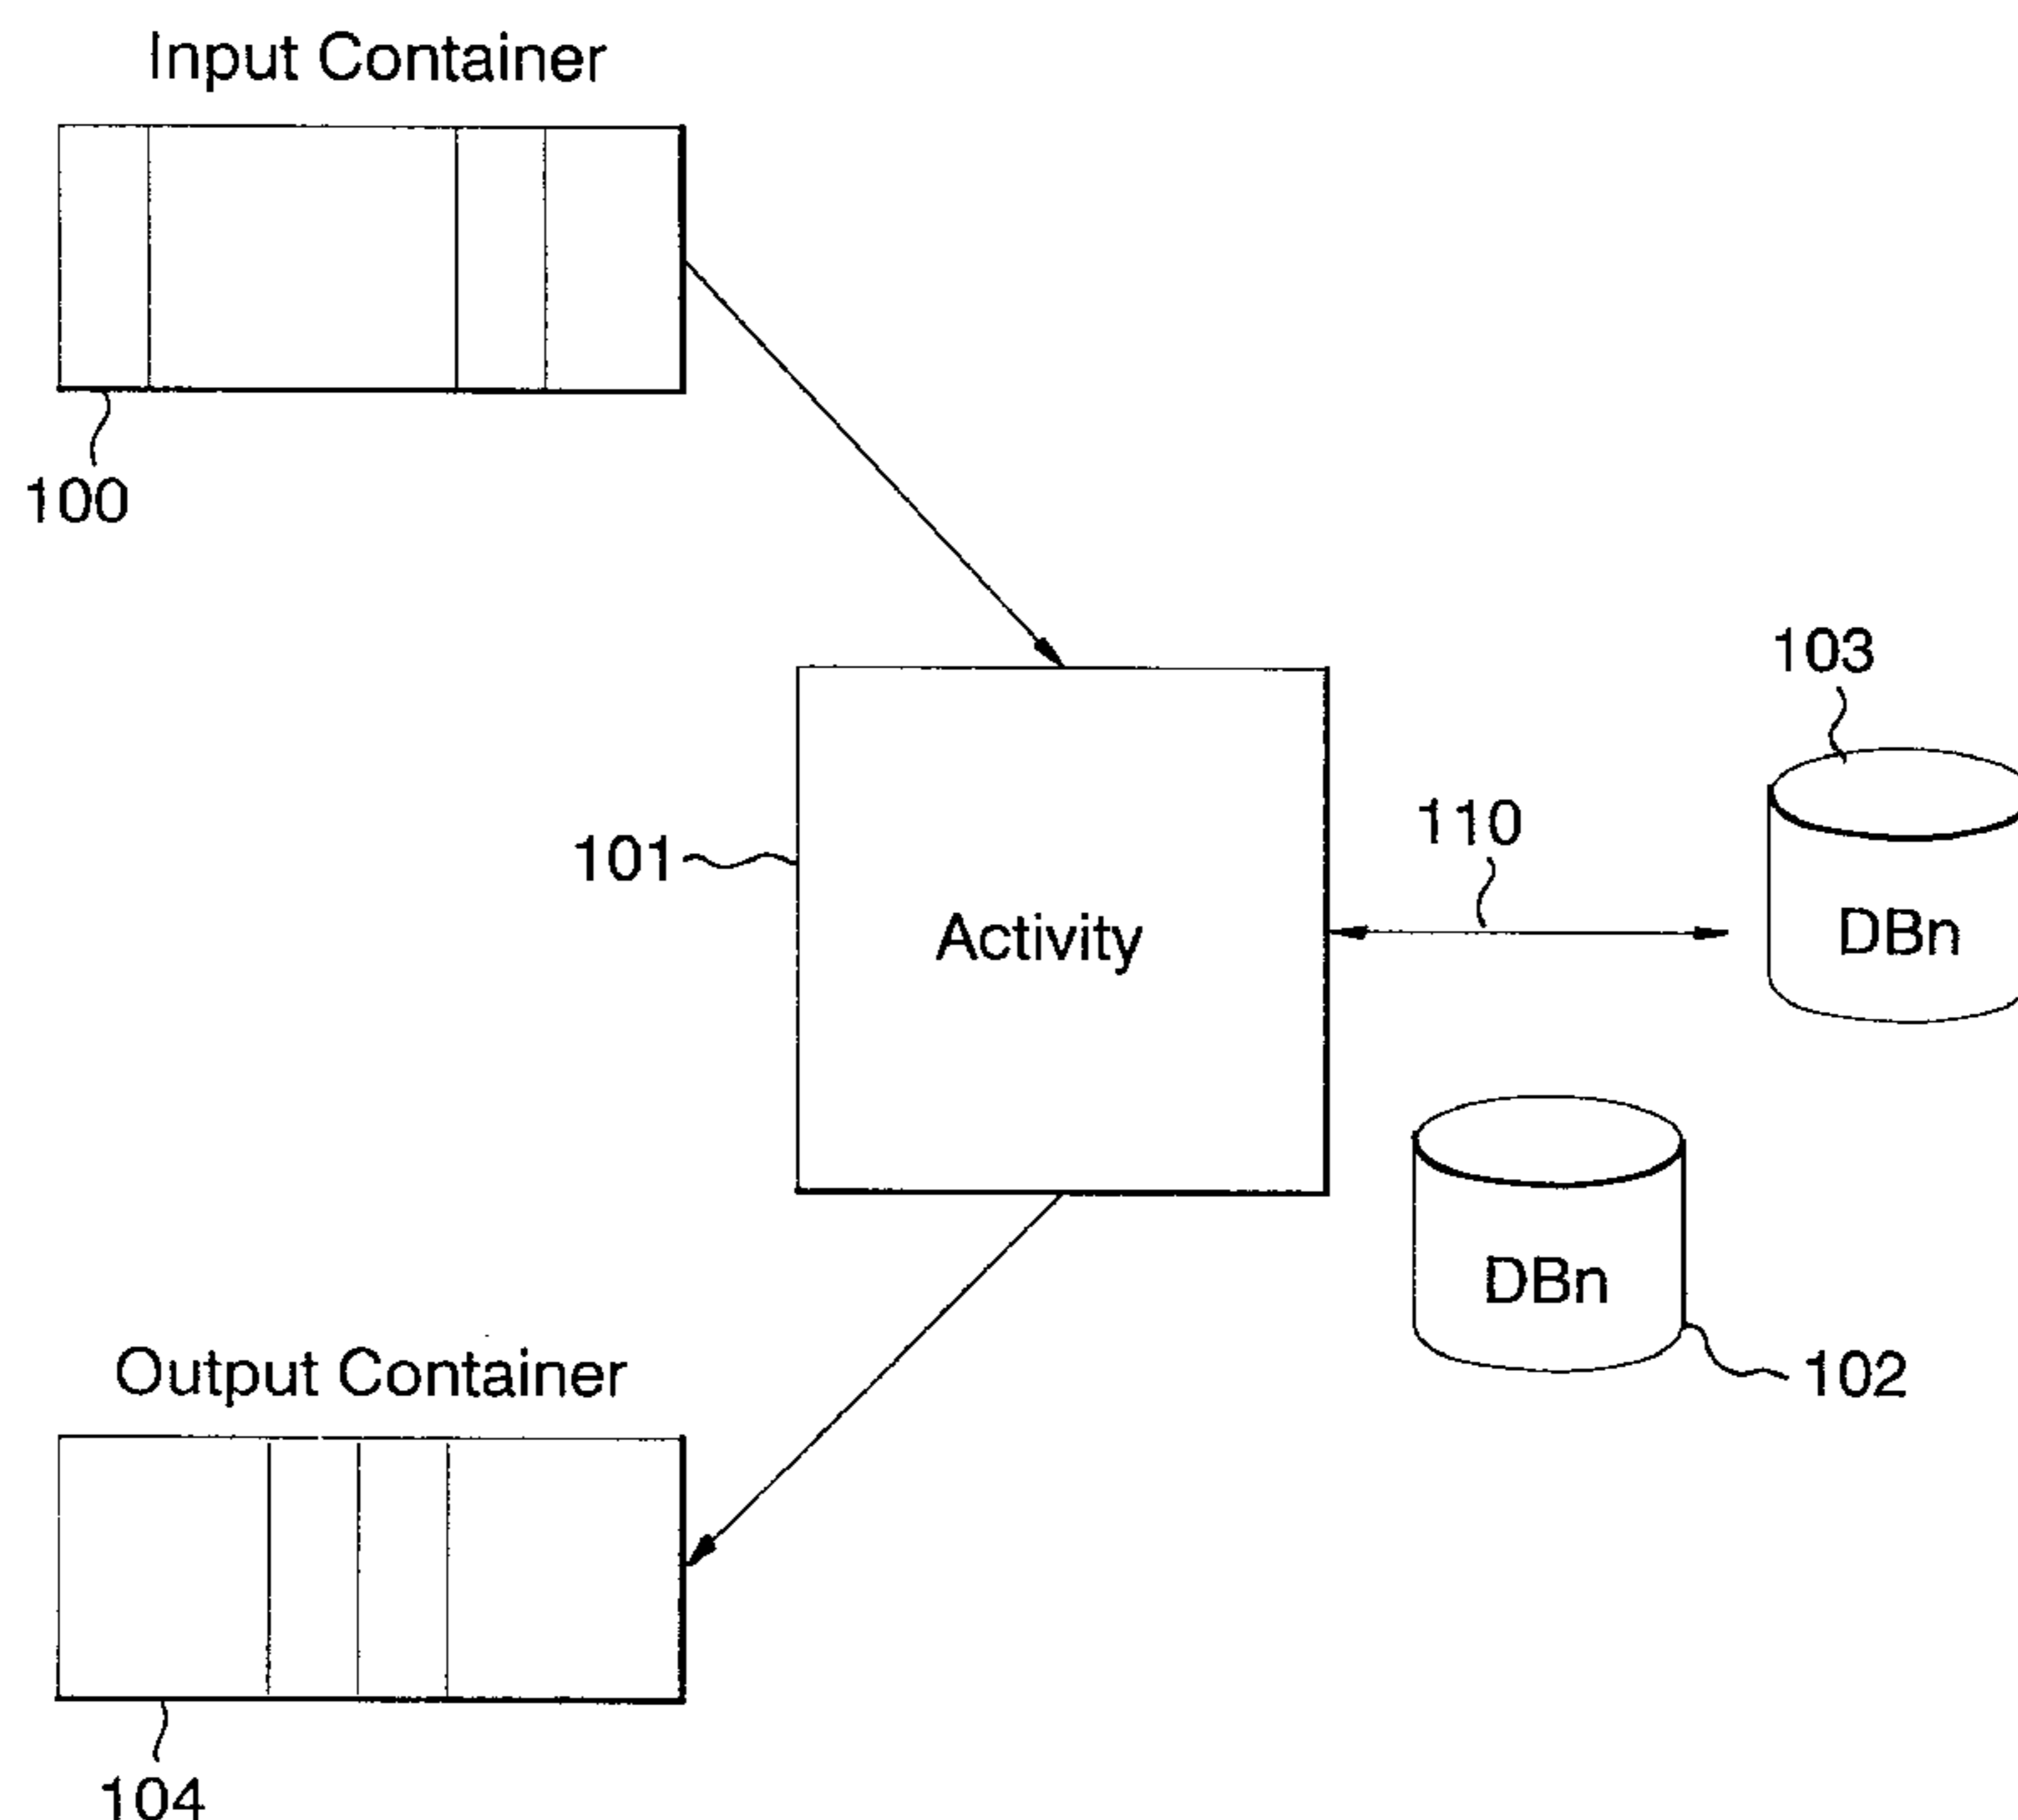 Input Container
100
103
110
101
Activity
DBn
DBn
Output Container
102
104